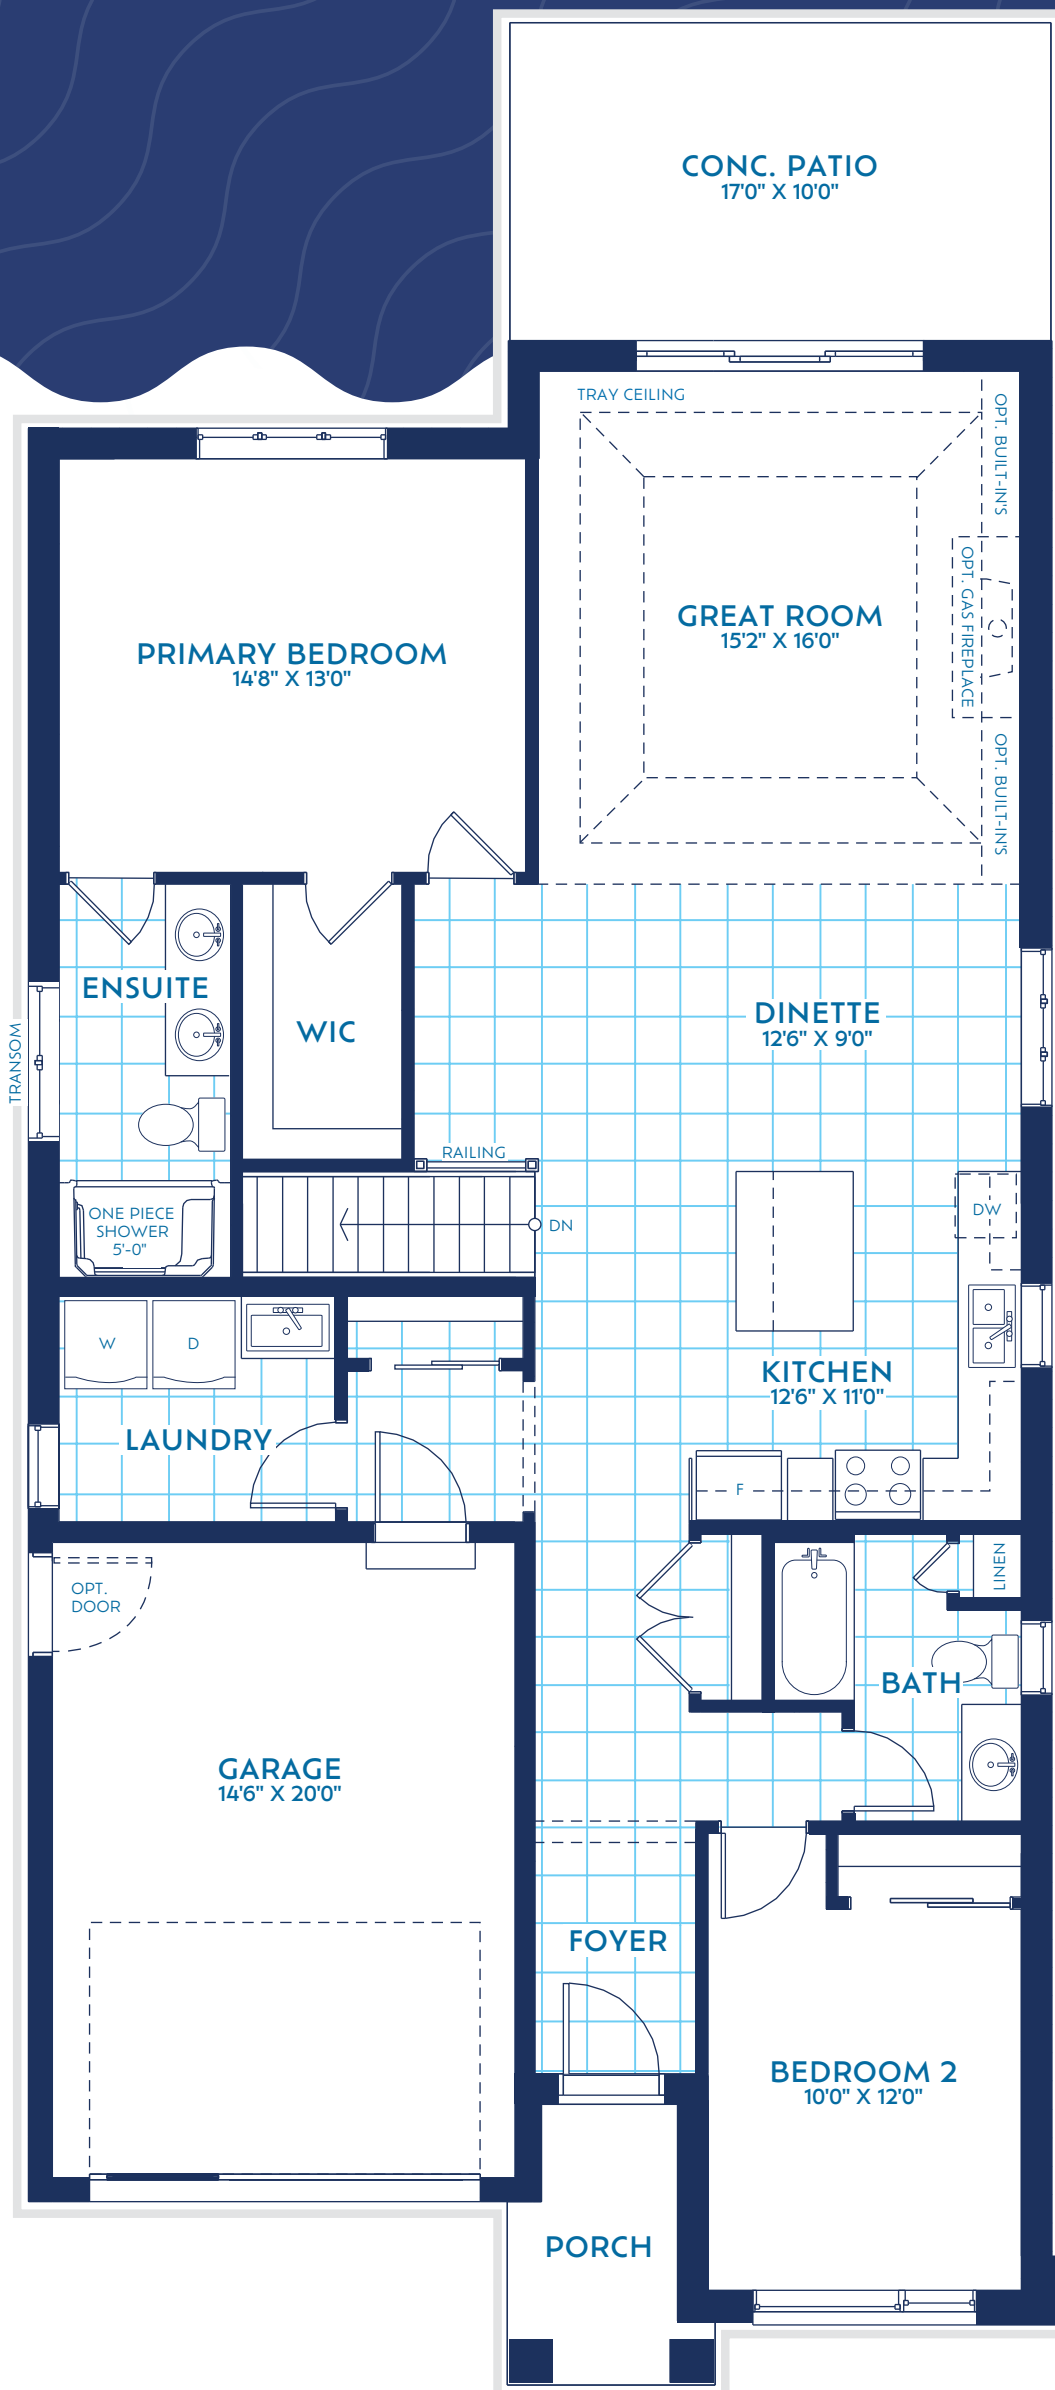 CONC. PATIO
17'0" X 10'0"
TRAY CEILING
OPT. BUILT-IN'S
OPT. GAS FIREPLACE
OPT. BUILT-IN'S
GREAT ROOM
15'2" X 16'0"
PRIMARY BEDROOM
14'8" X 13'0"
ENSUITE
WIC
DINETTE
12'6" X 9'0"
TRANSOM
RAILING
ONE PIECE
SHOWER
5'-0"
DN
DW
W
D
KITCHEN
12'6" X 11'0"
LAUNDRY
F
OPT.
DOOR
LINEN
BATH
GARAGE
14'6" X 20'0"
FOYER
BEDROOM 2
10'0" X 12'0"
PORCH